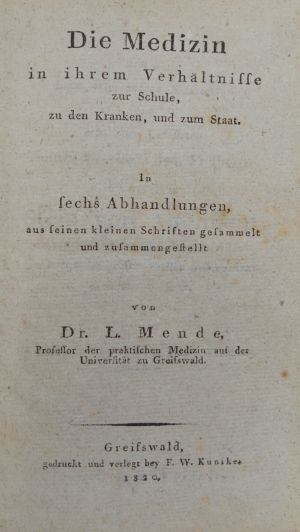 Die Medizin
in ihrem Verhältniſſe
zur Schule,
zu den Kranken, und zum Staat.
In
ſechs Abhandlungen,
aus ſeinen kleinen Schriften geſammelt
und zuſammengeſtellt
von
Dr. L. Mende,
Profeſſor der praktiſchen Medizin auf der
Univerſität zu Greifswald.
Greifswald,
gedruckt und verlegt bey F. W. Kunike.
1820.